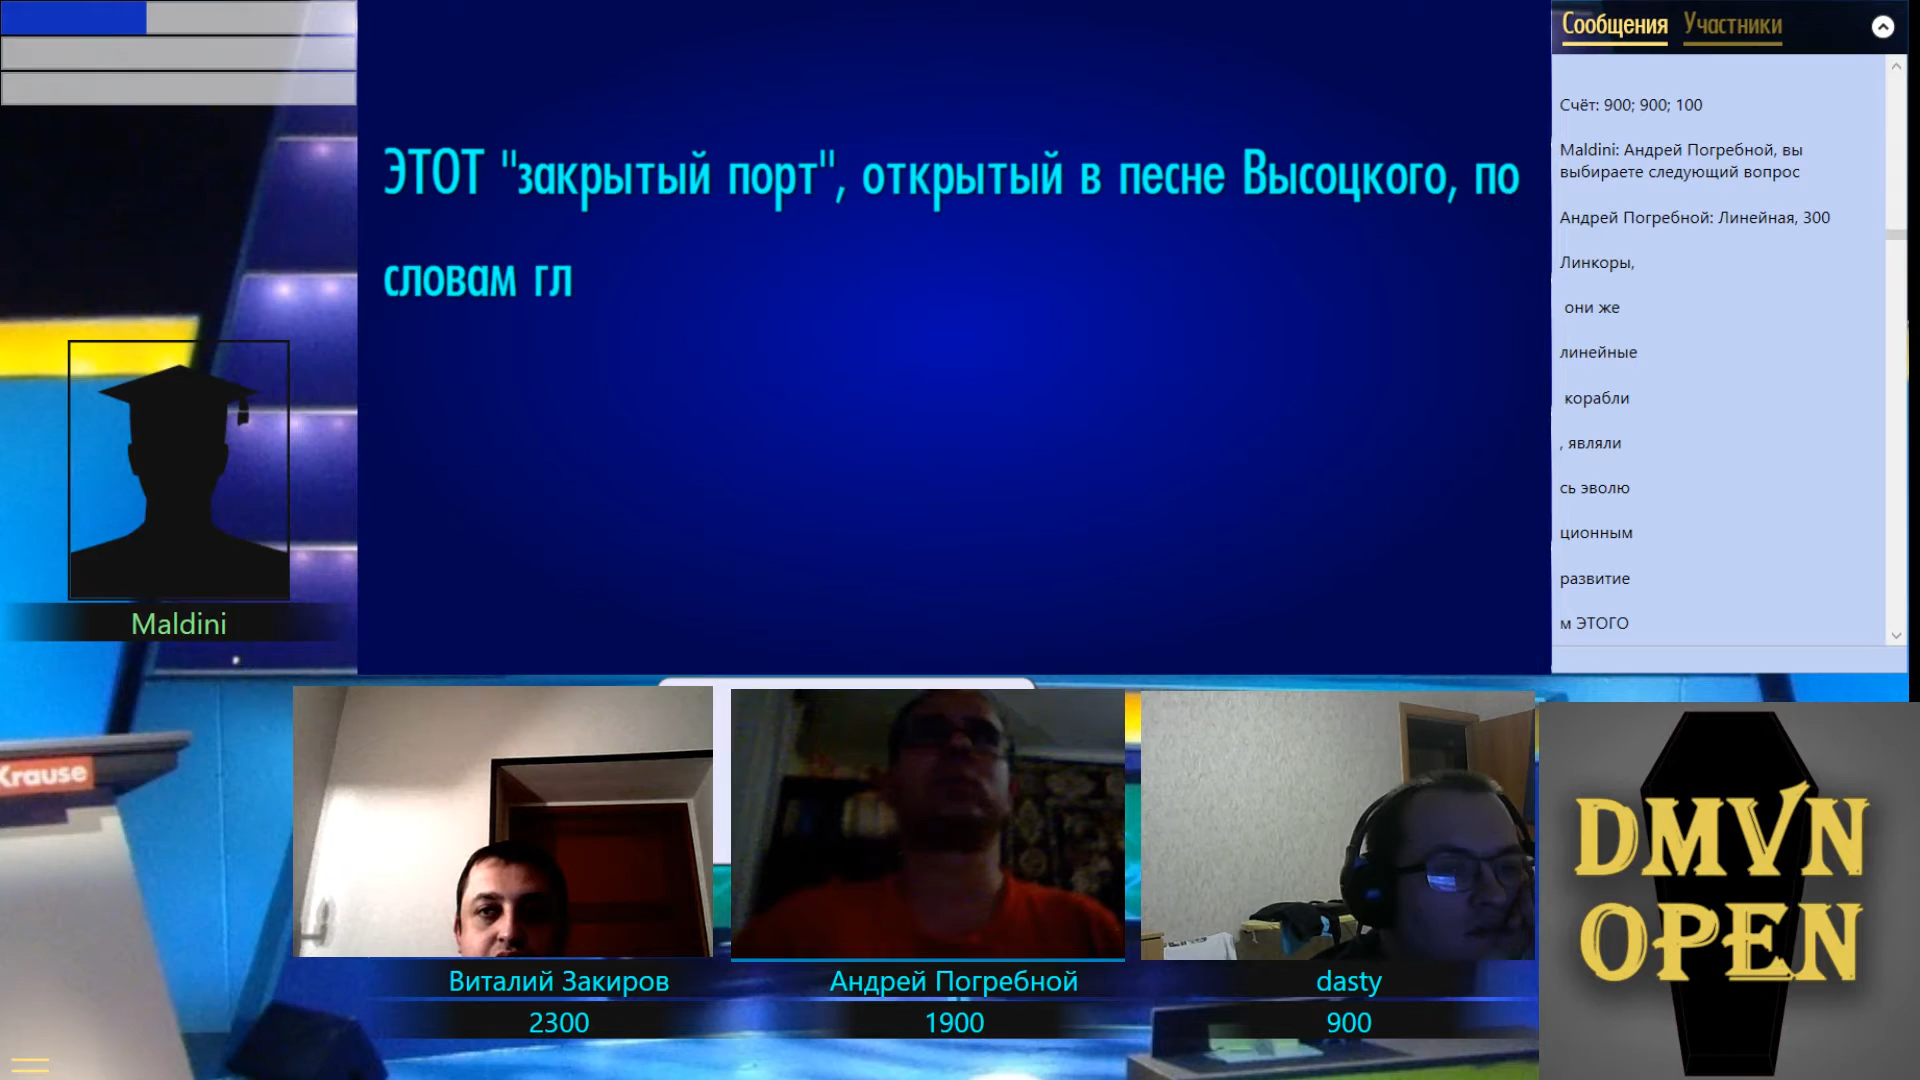 ЭТОТ "закрытый порт", открытый в песне Высоцкого, по
словам гл
Сообщения Участники
Счёт: 900; 900; 100
Maldini: Андрей Погребной, вы
выбираете следующий вопрос
Андрей Погребной: Линейная, 300
Линкоры,
они же
линейные
корабли
, являли
сь эволю
ционным
развитие
м ЭТОГО
Maldini
Krause
Виталий Закиров
2300
Андрей Погребной
1900
dasty
900
DMVN
OPEN